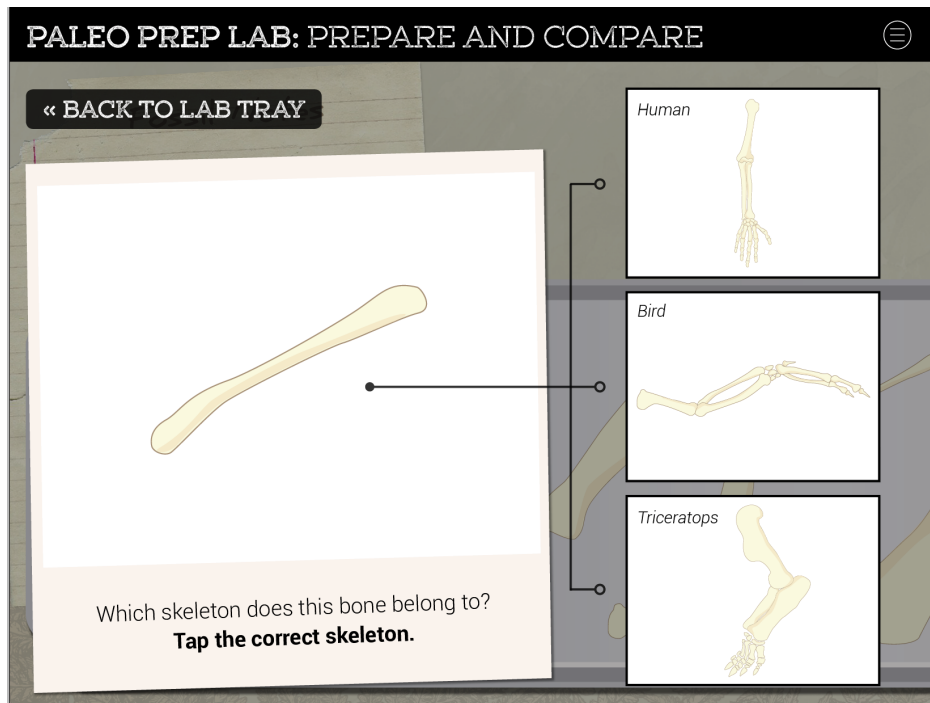 PALEO PREP LAB: PREPARE AND COMPARE
« BACK TO LAB TRAY
Human
Bird
Triceratops
Which skeleton does this bone belong to?
Tap the correct skeleton.